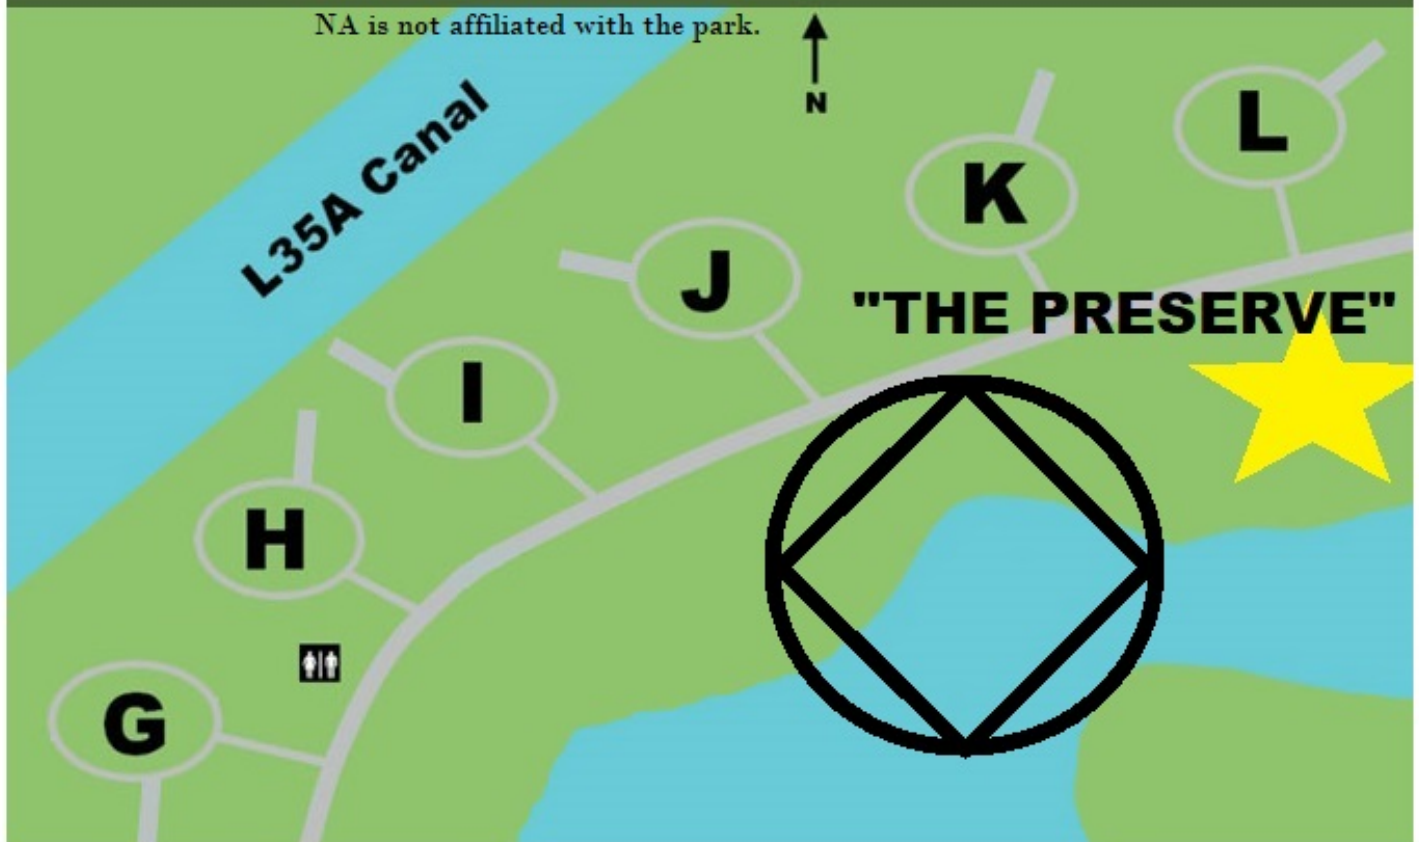 NA is not affiliated with the park.
N
L35A Canal
L
K
J
"THE PRESERVE"
I
H
G